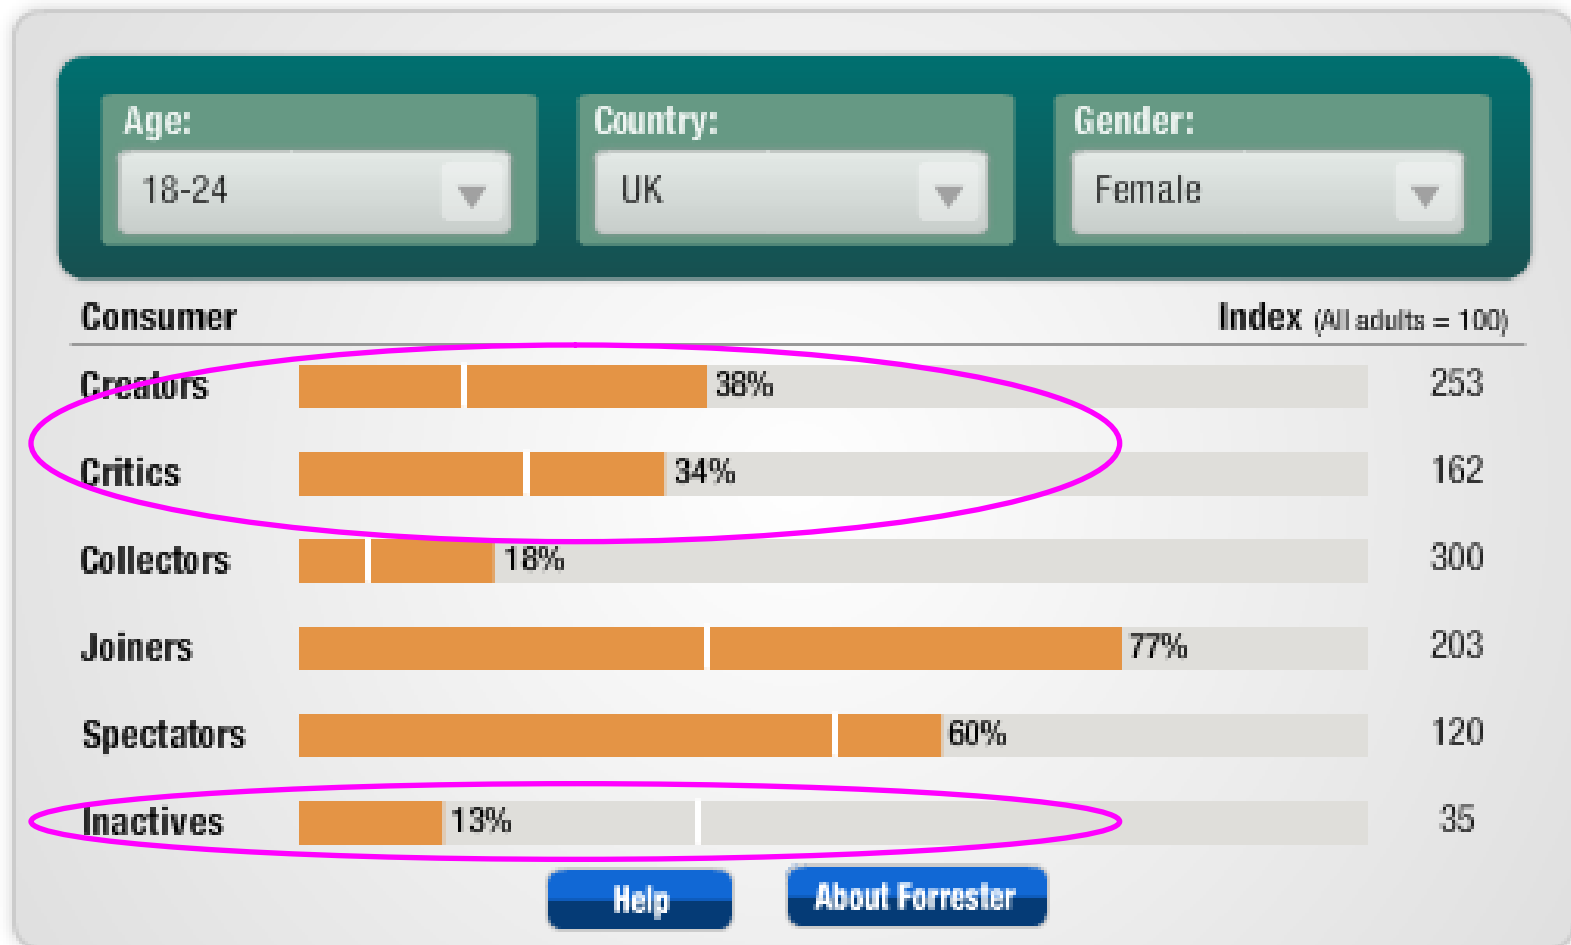 Age: Country: Gender:
18-24 UK Female
Consumer Index (All adults = 100)
Creators 38% 253
Critics 34% 162
Collectors 18% 300
Joiners 77% 203
Spectators 60% 120
Inactives 13% 35
Help About Forrester